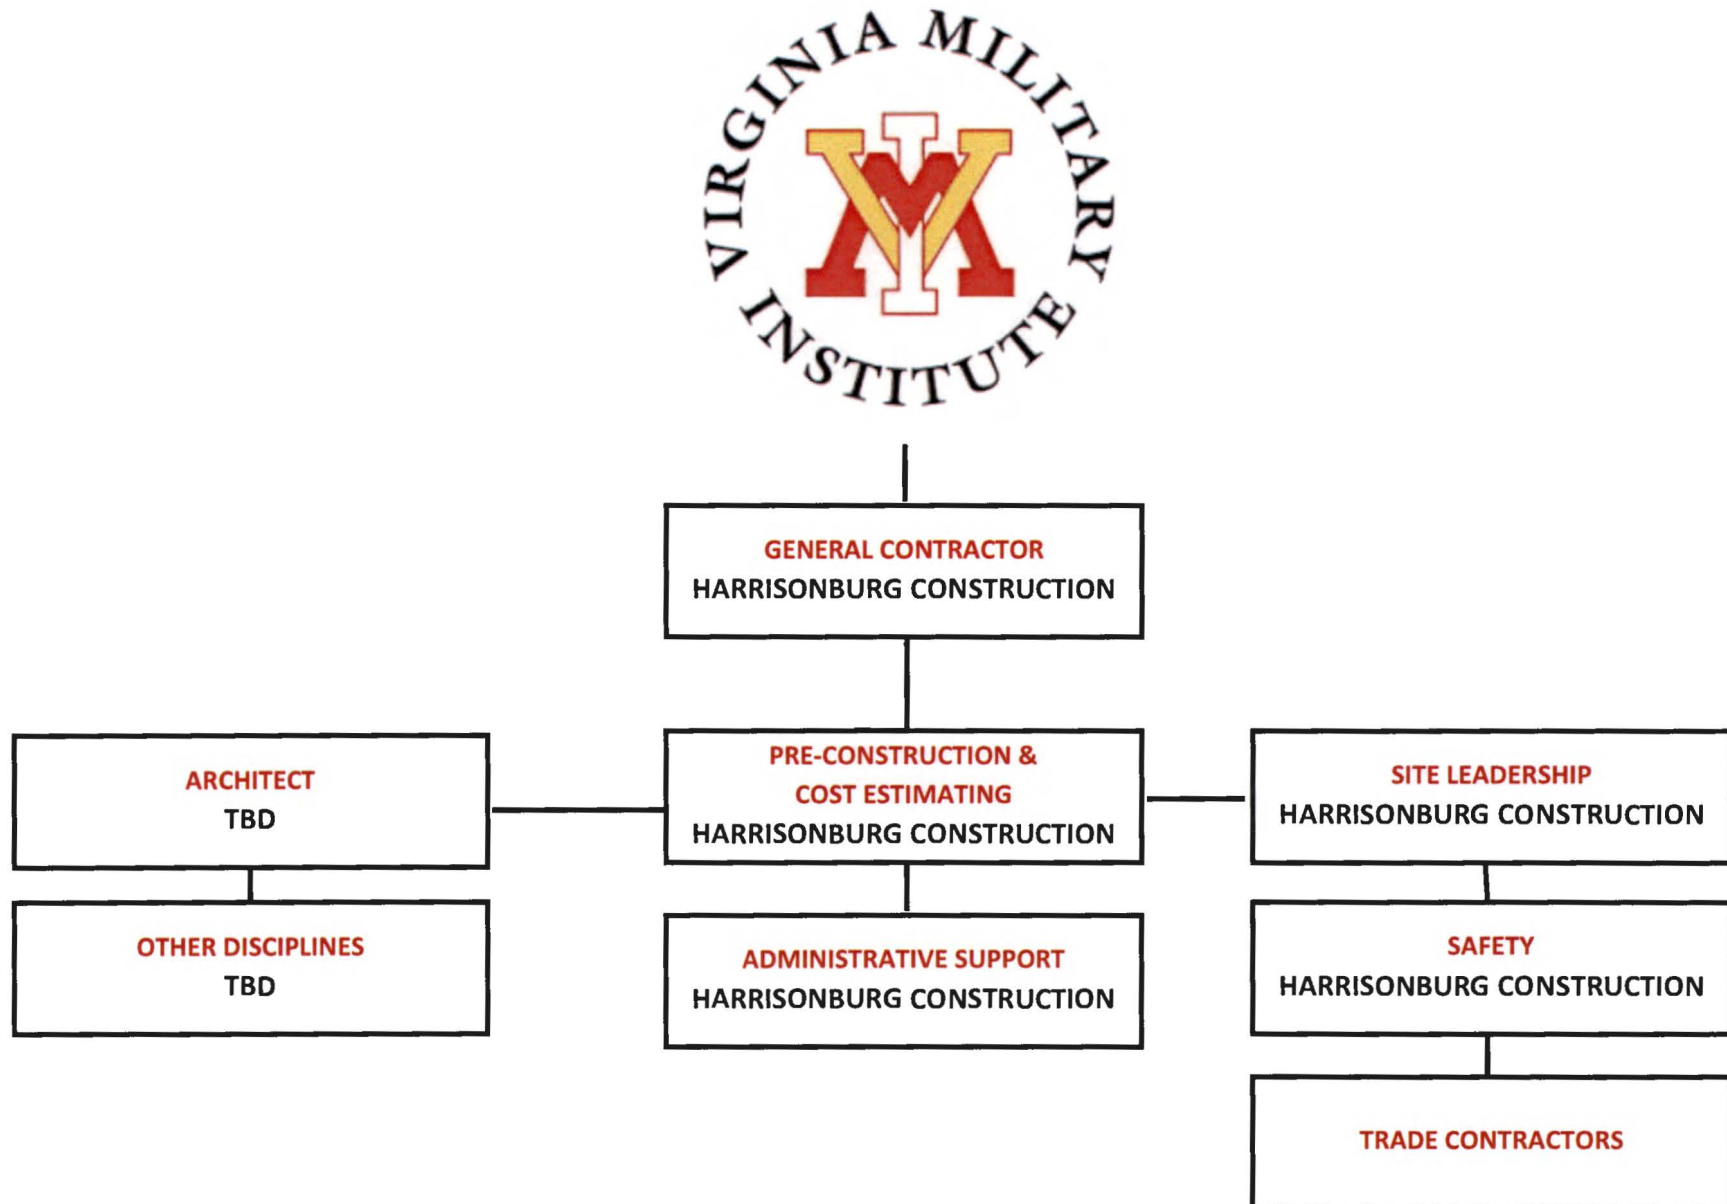 VIRGINIA MILITARY INSTITUTE
VMI
GENERAL CONTRACTOR
HARRISONBURG CONSTRUCTION
ARCHITECT
TBD
PRE-CONSTRUCTION &
COST ESTIMATING
HARRISONBURG CONSTRUCTION
SITE LEADERSHIP
HARRISONBURG CONSTRUCTION
OTHER DISCIPLINES
TBD
ADMINISTRATIVE SUPPORT
HARRISONBURG CONSTRUCTION
SAFETY
HARRISONBURG CONSTRUCTION
TRADE CONTRACTORS